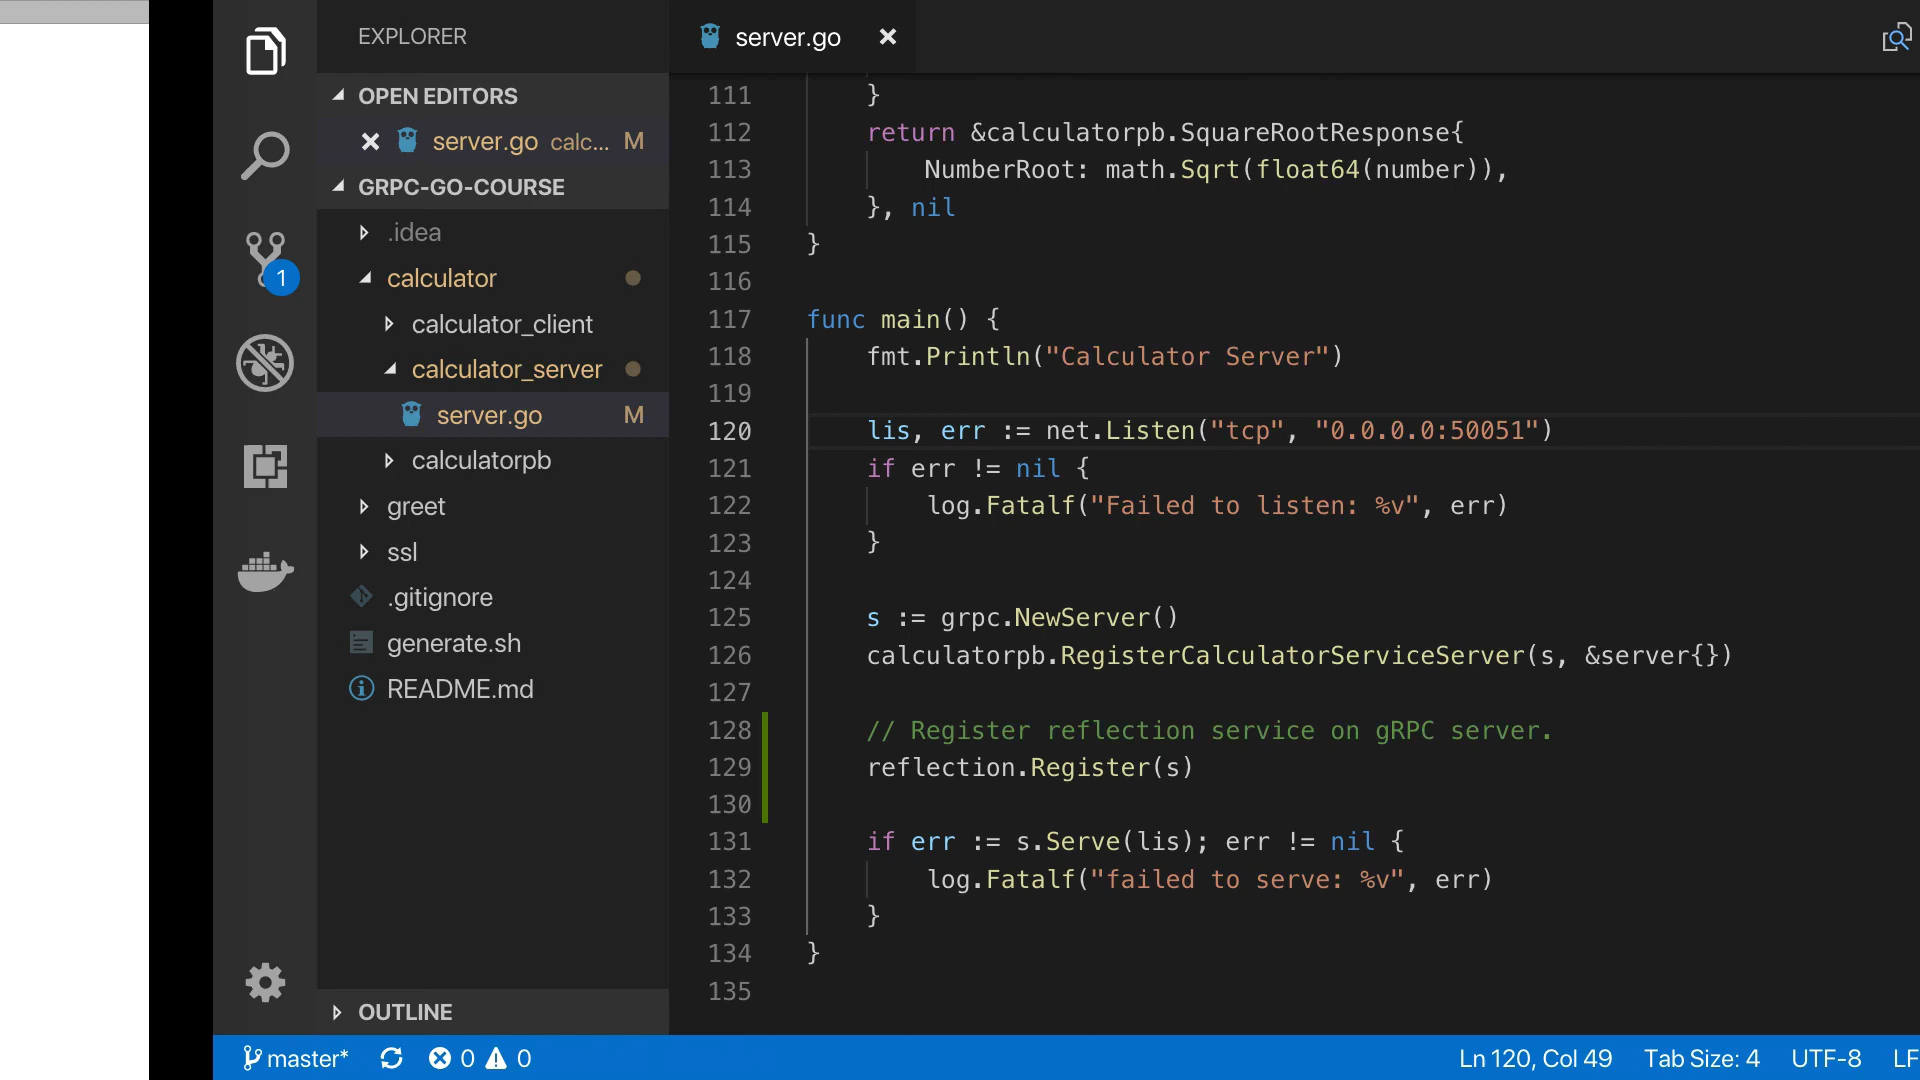 EXPLORER
OPEN EDITORS
server.go calc... M
GRPC-GO-COURSE
.idea
calculator
calculator_client
calculator_server
server.go M
calculatorpb
greet
ssl
.gitignore
generate.sh
README.md
OUTLINE
1
server.go
111 }
112 return &calculatorpb.SquareRootResponse{
113 NumberRoot: math.Sqrt(float64(number)),
114 }, nil
115 }
116
117 func main() {
118 fmt.Println("Calculator Server")
119
120 lis, err := net.Listen("tcp", "0.0.0.0:50051")
121 if err != nil {
122 log.Fatalf("Failed to listen: %v", err)
123 }
124
125 s := grpc.NewServer()
126 calculatorpb.RegisterCalculatorServiceServer(s, &server{})
127
128 // Register reflection service on gRPC server.
129 reflection.Register(s)
130
131 if err := s.Serve(lis); err != nil {
132 log.Fatalf("failed to serve: %v", err)
133 }
134 }
135
master* 0 0 Ln 120, Col 49 Tab Size: 4 UTF-8 LF